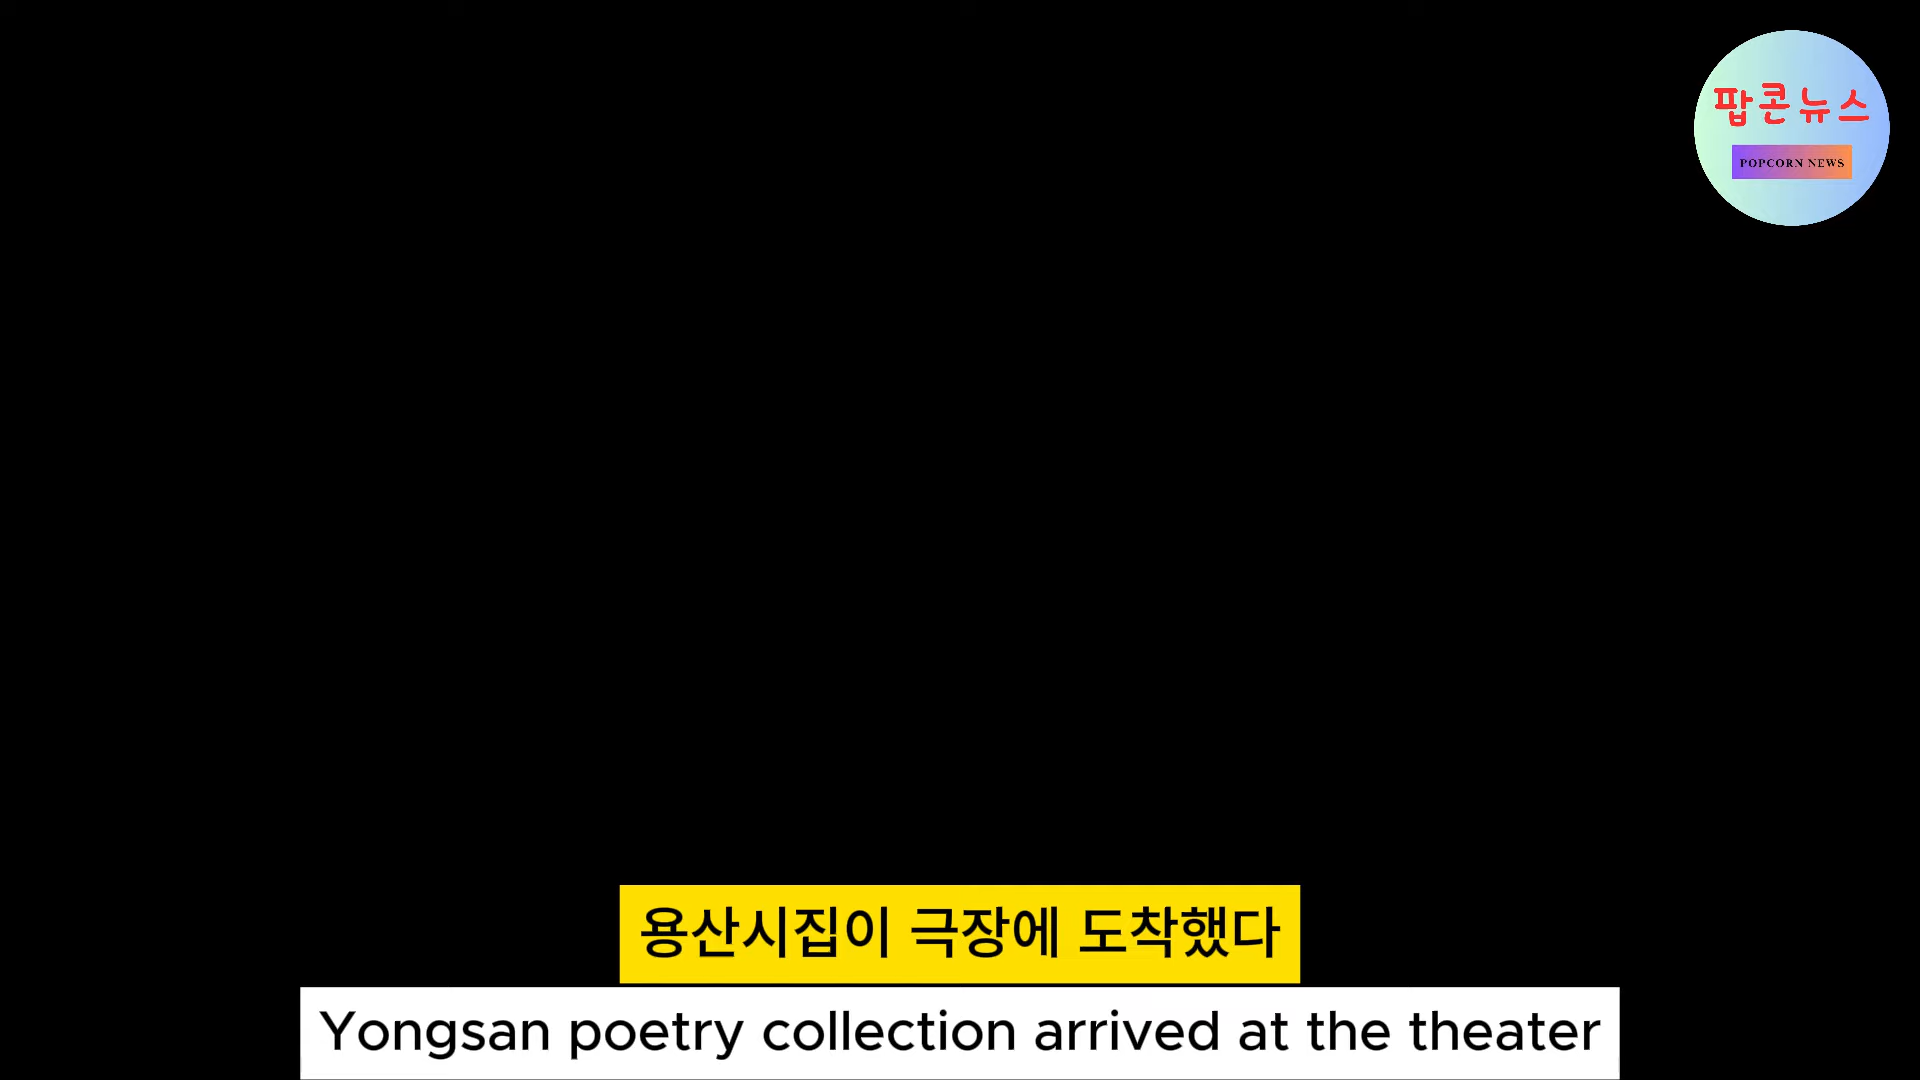 팝콘뉴스
POPCORN NEWS
용산시집이 극장에 도착했다
Yongsan poetry collection arrived at the theater